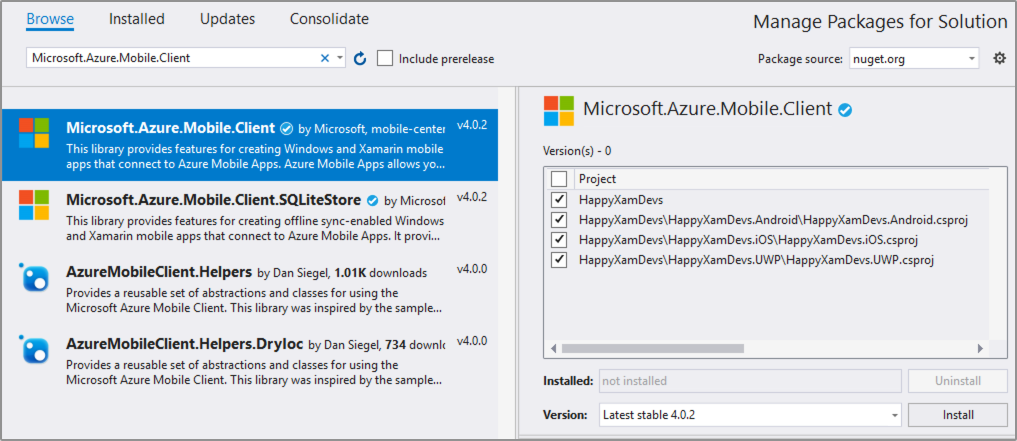 Browse Installed Updates Consolidate
Manage Packages for Solution
Microsoft.Azure.Mobile.Client
Include prerelease
Package source: nuget.org
Microsoft.Azure.Mobile.Client by Microsoft, mobile-center v4.0.2
This library provides features for creating Windows and Xamarin mobile
apps that connect to Azure Mobile Apps. Azure Mobile Apps allows yo...
Microsoft.Azure.Mobile.Client.SQLiteStore by Microsof v4.0.2
This library provides features for creating offline sync-enabled Windows
and Xamarin mobile apps that connect to Azure Mobile Apps. It provi...
AzureMobileClient.Helpers by Dan Siegel, 1.01K downloads v4.0.0
Provides a reusable set of abstractions and classes for using the
Microsoft Azure Mobile Client. This library was inspired by the sample...
AzureMobileClient.Helpers.DryIoc by Dan Siegel, 734 downlo v4.0.0
Provides a reusable set of abstractions and classes for using the
Microsoft Azure Mobile Client. This library was inspired by the sample...
Microsoft.Azure.Mobile.Client
Version(s) - 0
Project
HappyXamDevs
HappyXamDevs\HappyXamDevs.Android\HappyXamDevs.Android.csproj
HappyXamDevs\HappyXamDevs.iOS\HappyXamDevs.iOS.csproj
HappyXamDevs\HappyXamDevs.UWP\HappyXamDevs.UWP.csproj
Installed: not installed Uninstall
Version: Latest stable 4.0.2 Install